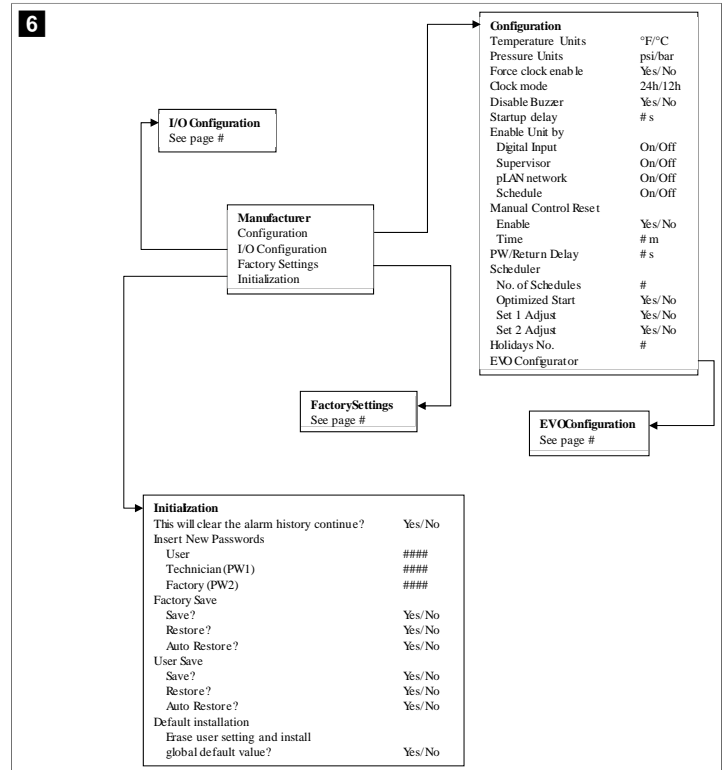 6
Configuration
Temperature Units °F/°C
Pressure Units psi/bar
Force clock enable Yes/No
Clock mode 24h/12h
Disable Buzzer Yes/No
Startup delay # s
Enable Unit by
Digital Input On/Off
Supervisor On/Off
pLAN network On/Off
Schedule On/Off
Manual Control Reset
Enable Yes/No
Time # m
PW/Return Delay # s
Scheduler
No. of Schedules #
Optimized Start Yes/No
Set 1 Adjust Yes/No
Set 2 Adjust Yes/No
Holidays No. #
EVO Configurator
I/O Configuration
See page #
Manufacturer
Configuration
I/O Configuration
Factory Settings
Initialization
FactorySettings
See page #
EVOConfiguration
See page #
Initialization
This will clear the alarm history continue? Yes/No
Insert New Passwords
User ####
Technician (PW1) ####
Factory (PW2) ####
Factory Save
Save? Yes/No
Restore? Yes/No
Auto Restore? Yes/No
User Save
Save? Yes/No
Restore? Yes/No
Auto Restore? Yes/No
Default installation
Erase user setting and install
global default value? Yes/No